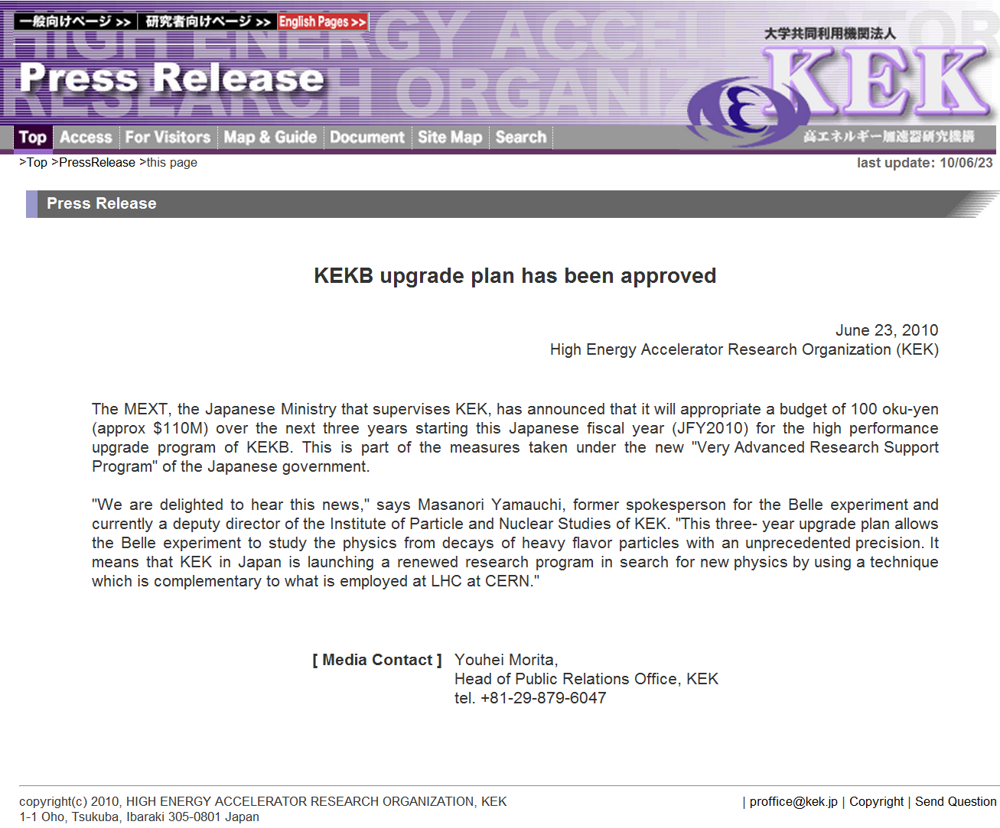 一般向けページ >> 研究者向けページ >> English Pages >>
HIGH ENERGY ACCELERATOR
RESEARCH ORGANIZ
大学共同利用機関法人
Press Release
KEK
高エネルギー加速器研究機構
Top Access For Visitors Map & Guide Document Site Map Search
>Top >PressRelease >this page
last update: 10/06/23
Press Release
KEKB upgrade plan has been approved
June 23, 2010
High Energy Accelerator Research Organization (KEK)
The MEXT, the Japanese Ministry that supervises KEK, has announced that it will appropriate a budget of 100 oku-yen
(approx $110M) over the next three years starting this Japanese fiscal year (JFY2010) for the high performance
upgrade program of KEKB. This is part of the measures taken under the new "Very Advanced Research Support
Program" of the Japanese government.
"We are delighted to hear this news," says Masanori Yamauchi, former spokesperson for the Belle experiment and
currently a deputy director of the Institute of Particle and Nuclear Studies of KEK. "This three- year upgrade plan allows
the Belle experiment to study the physics from decays of heavy flavor particles with an unprecedented precision. It
means that KEK in Japan is launching a renewed research program in search for new physics by using a technique
which is complementary to what is employed at LHC at CERN."
[ Media Contact ] Youhei Morita,
Head of Public Relations Office, KEK
tel. +81-29-879-6047
copyright(c) 2010, HIGH ENERGY ACCELERATOR RESEARCH ORGANIZATION, KEK
| proffice@kek.jp | Copyright | Send Question
1-1 Oho, Tsukuba, Ibaraki 305-0801 Japan